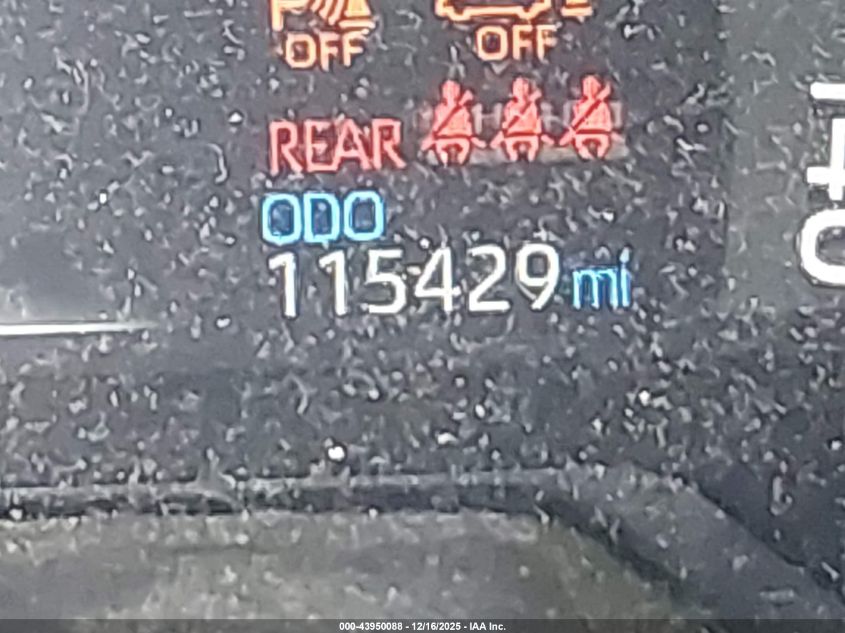 OFF OFF
REAR
ODO
115429 mi
000-43950088 - 12/16/2025 - IAA Inc.